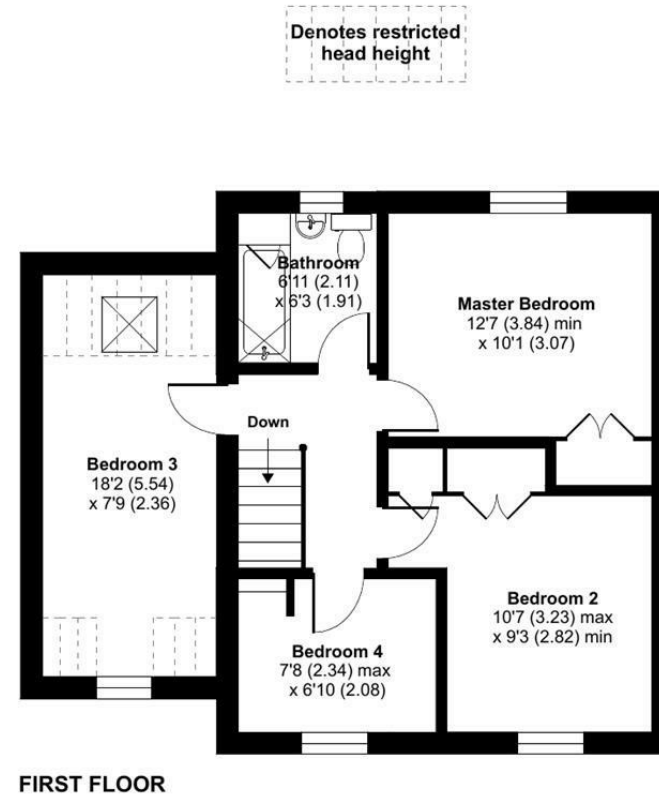 Denotes restricted
head height
Bathroom
6'11 (2.11)
x 6'3 (1.91)
Master Bedroom
12'7 (3.84) min
x 10'1 (3.07)
Down
Bedroom 3
18'2 (5.54)
x 7'9 (2.36)
Bedroom 2
10'7 (3.23) max
x 9'3 (2.82) min
Bedroom 4
7'8 (2.34) max
x 6'10 (2.08)
FIRST FLOOR